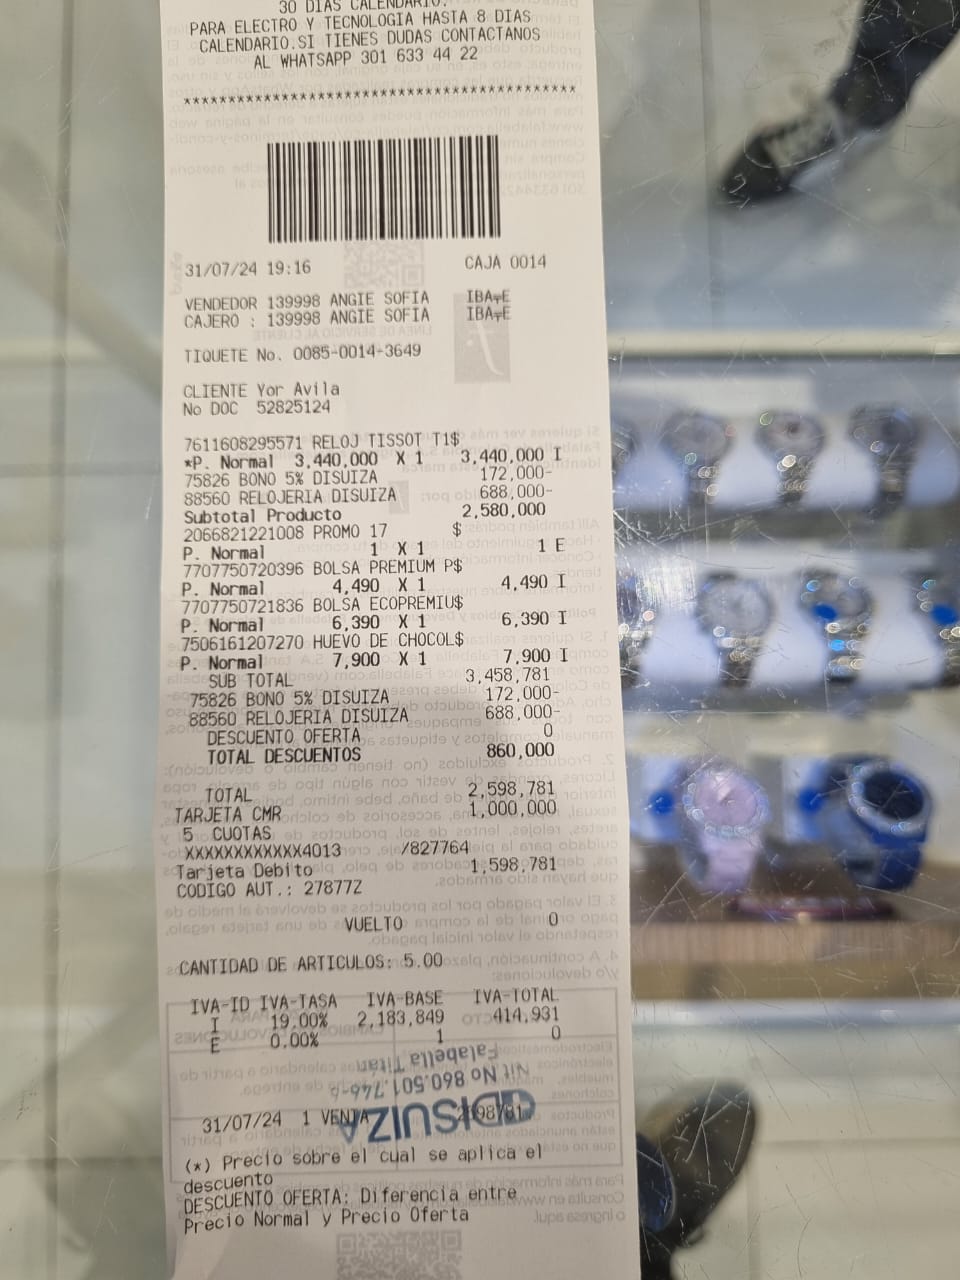 30 DIAS CALENDARIO.
PARA ELECTRO Y TECNOLOGIA HASTA 8 DIAS
CALENDARIO.SI TIENES DUDAS CONTACTANOS
AL WHATSAPP 301 633 44 22
******************************************
31/07/24 19:16 CAJA 0014
VENDEDOR 139998 ANGIE SOFIA IBA╤E
CAJERO : 139998 ANGIE SOFIA IBA╤E
TIQUETE No. 0085-0014-3649
CLIENTE Yor Avila
No DOC 52825124
7611608295571 RELOJ TISSOT T1$
*P. Normal 3,440,000 X 1 3,440,000 I
75826 BONO 5% DISUIZA 172,000-
88560 RELOJERIA DISUIZA 688,000-
Subtotal Producto 2,580,000
2066821221008 PROMO 17 $
P. Normal 1 X 1 1 E
7707750720396 BOLSA PREMIUM P$
P. Normal 4,490 X 1 4,490 I
7707750721836 BOLSA ECOPREMIU$
P. Normal 6,390 X 1 6,390 I
7506161207270 HUEVO DE CHOCOL$
P. Normal 7,900 X 1 7,900 I
SUB TOTAL 3,458,781
75826 BONO 5% DISUIZA 172,000-
88560 RELOJERIA DISUIZA 688,000-
DESCUENTO OFERTA 0
TOTAL DESCUENTOS 860,000
TOTAL 2,598,781
TARJETA CMR 1,000,000
5 CUOTAS
XXXXXXXXXXXX4013 /827764
Tarjeta Debito 1,598,781
CODIGO AUT.: 27877Z
VUELTO 0
CANTIDAD DE ARTICULOS: 5.00
IVA-ID IVA-TASA IVA-BASE IVA-TOTAL
I 19.00% 2,183,849 414,931
E 0.00% 1 0
Falabella Titan
Nit No 860.501.746-6
DISUIZA
31/07/24 1 VENTA 2598781
(*) Precio sobre el cual se aplica el
descuento
DESCUENTO OFERTA: Diferencia entre
Precio Normal y Precio Oferta